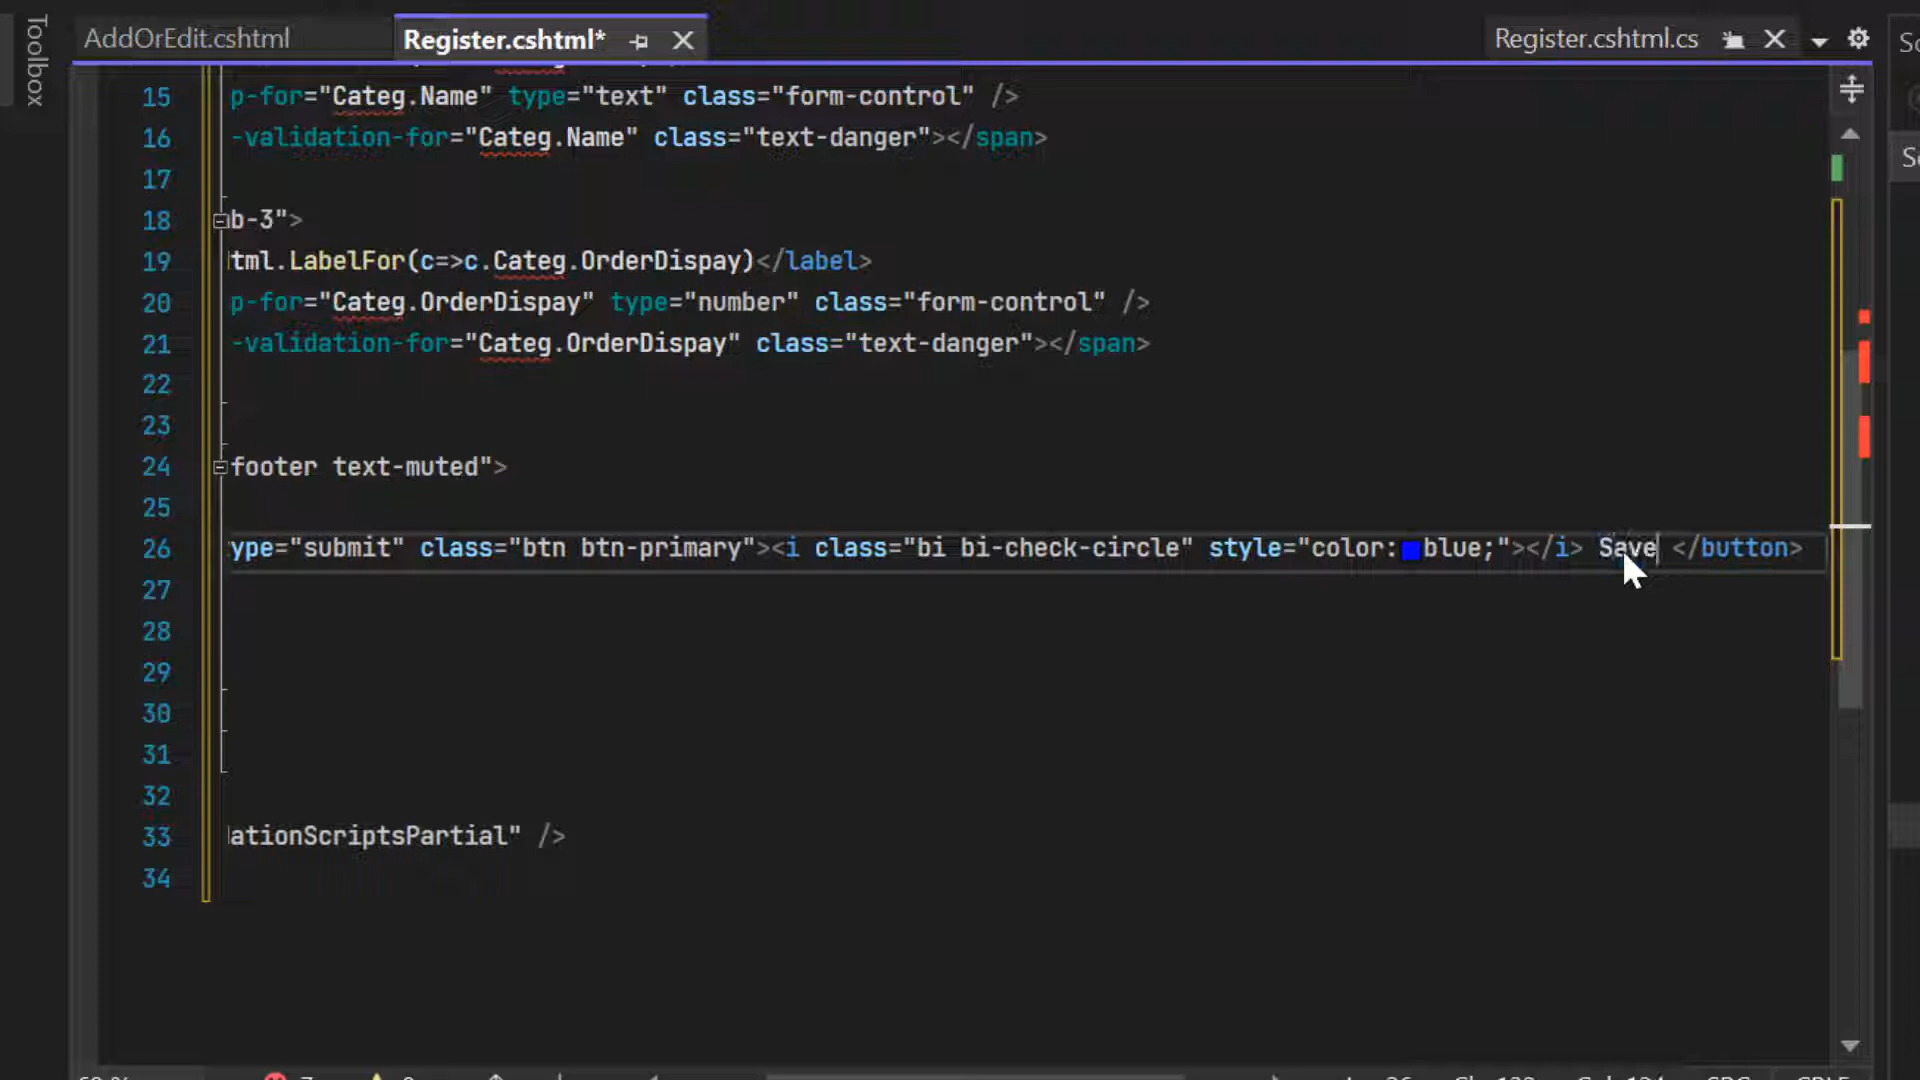 Toolbox
AddOrEdit.cshtml
Register.cshtml*
Register.cshtml.cs
15 p-for="Categ.Name" type="text" class="form-control" />
16 -validation-for="Categ.Name" class="text-danger"></span>
17
18 b-3">
19 tml.LabelFor(c=>c.Categ.OrderDispay)</label>
20 p-for="Categ.OrderDispay" type="number" class="form-control" />
21 -validation-for="Categ.OrderDispay" class="text-danger"></span>
22
23
24 footer text-muted">
25
26 ype="submit" class="btn btn-primary"><i class="bi bi-check-circle" style="color:blue;"></i> Save </button>
27
28
29
30
31
32
33 lationScriptsPartial" />
34